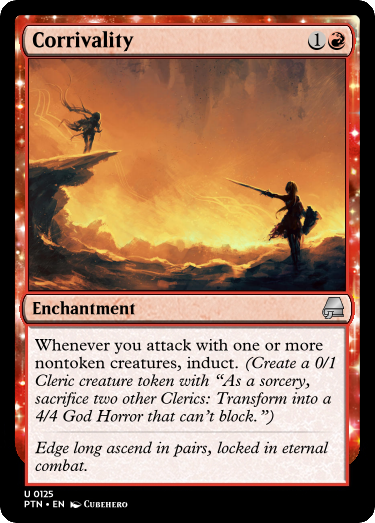 Corrivality
1
Enchantment
Whenever you attack with one or more
nontoken creatures, induct. (Create a 0/1
Cleric creature token with “As a sorcery,
sacrifice two other Clerics: Transform into a
4/4 God Horror that can’t block.”)
Edge long ascend in pairs, locked in eternal
combat.
U 0125
PTN • EN CUBEHERO